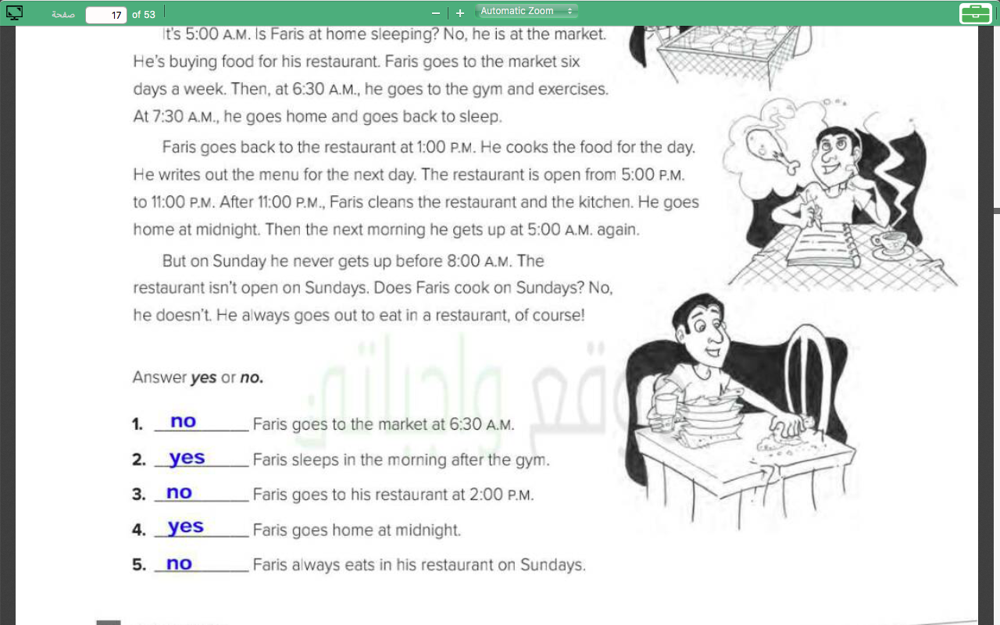 صفحة 17 of 53 − + Automatic Zoom
It's 5:00 A.M. Is Faris at home sleeping? No, he is at the market.
He's buying food for his restaurant. Faris goes to the market six
days a week. Then, at 6:30 A.M., he goes to the gym and exercises.
At 7:30 A.M., he goes home and goes back to sleep.
Faris goes back to the restaurant at 1:00 P.M. He cooks the food for the day.
He writes out the menu for the next day. The restaurant is open from 5:00 P.M.
to 11:00 P.M. After 11:00 P.M., Faris cleans the restaurant and the kitchen. He goes
home at midnight. Then the next morning he gets up at 5:00 A.M. again.
But on Sunday he never gets up before 8:00 A.M. The
restaurant isn't open on Sundays. Does Faris cook on Sundays? No,
he doesn't. He always goes out to eat in a restaurant, of course!
موقع واجباتي
Answer yes or no.
1. no Faris goes to the market at 6:30 A.M.
2. yes Faris sleeps in the morning after the gym.
3. no Faris goes to his restaurant at 2:00 P.M.
4. yes Faris goes home at midnight.
5. no Faris always eats in his restaurant on Sundays.